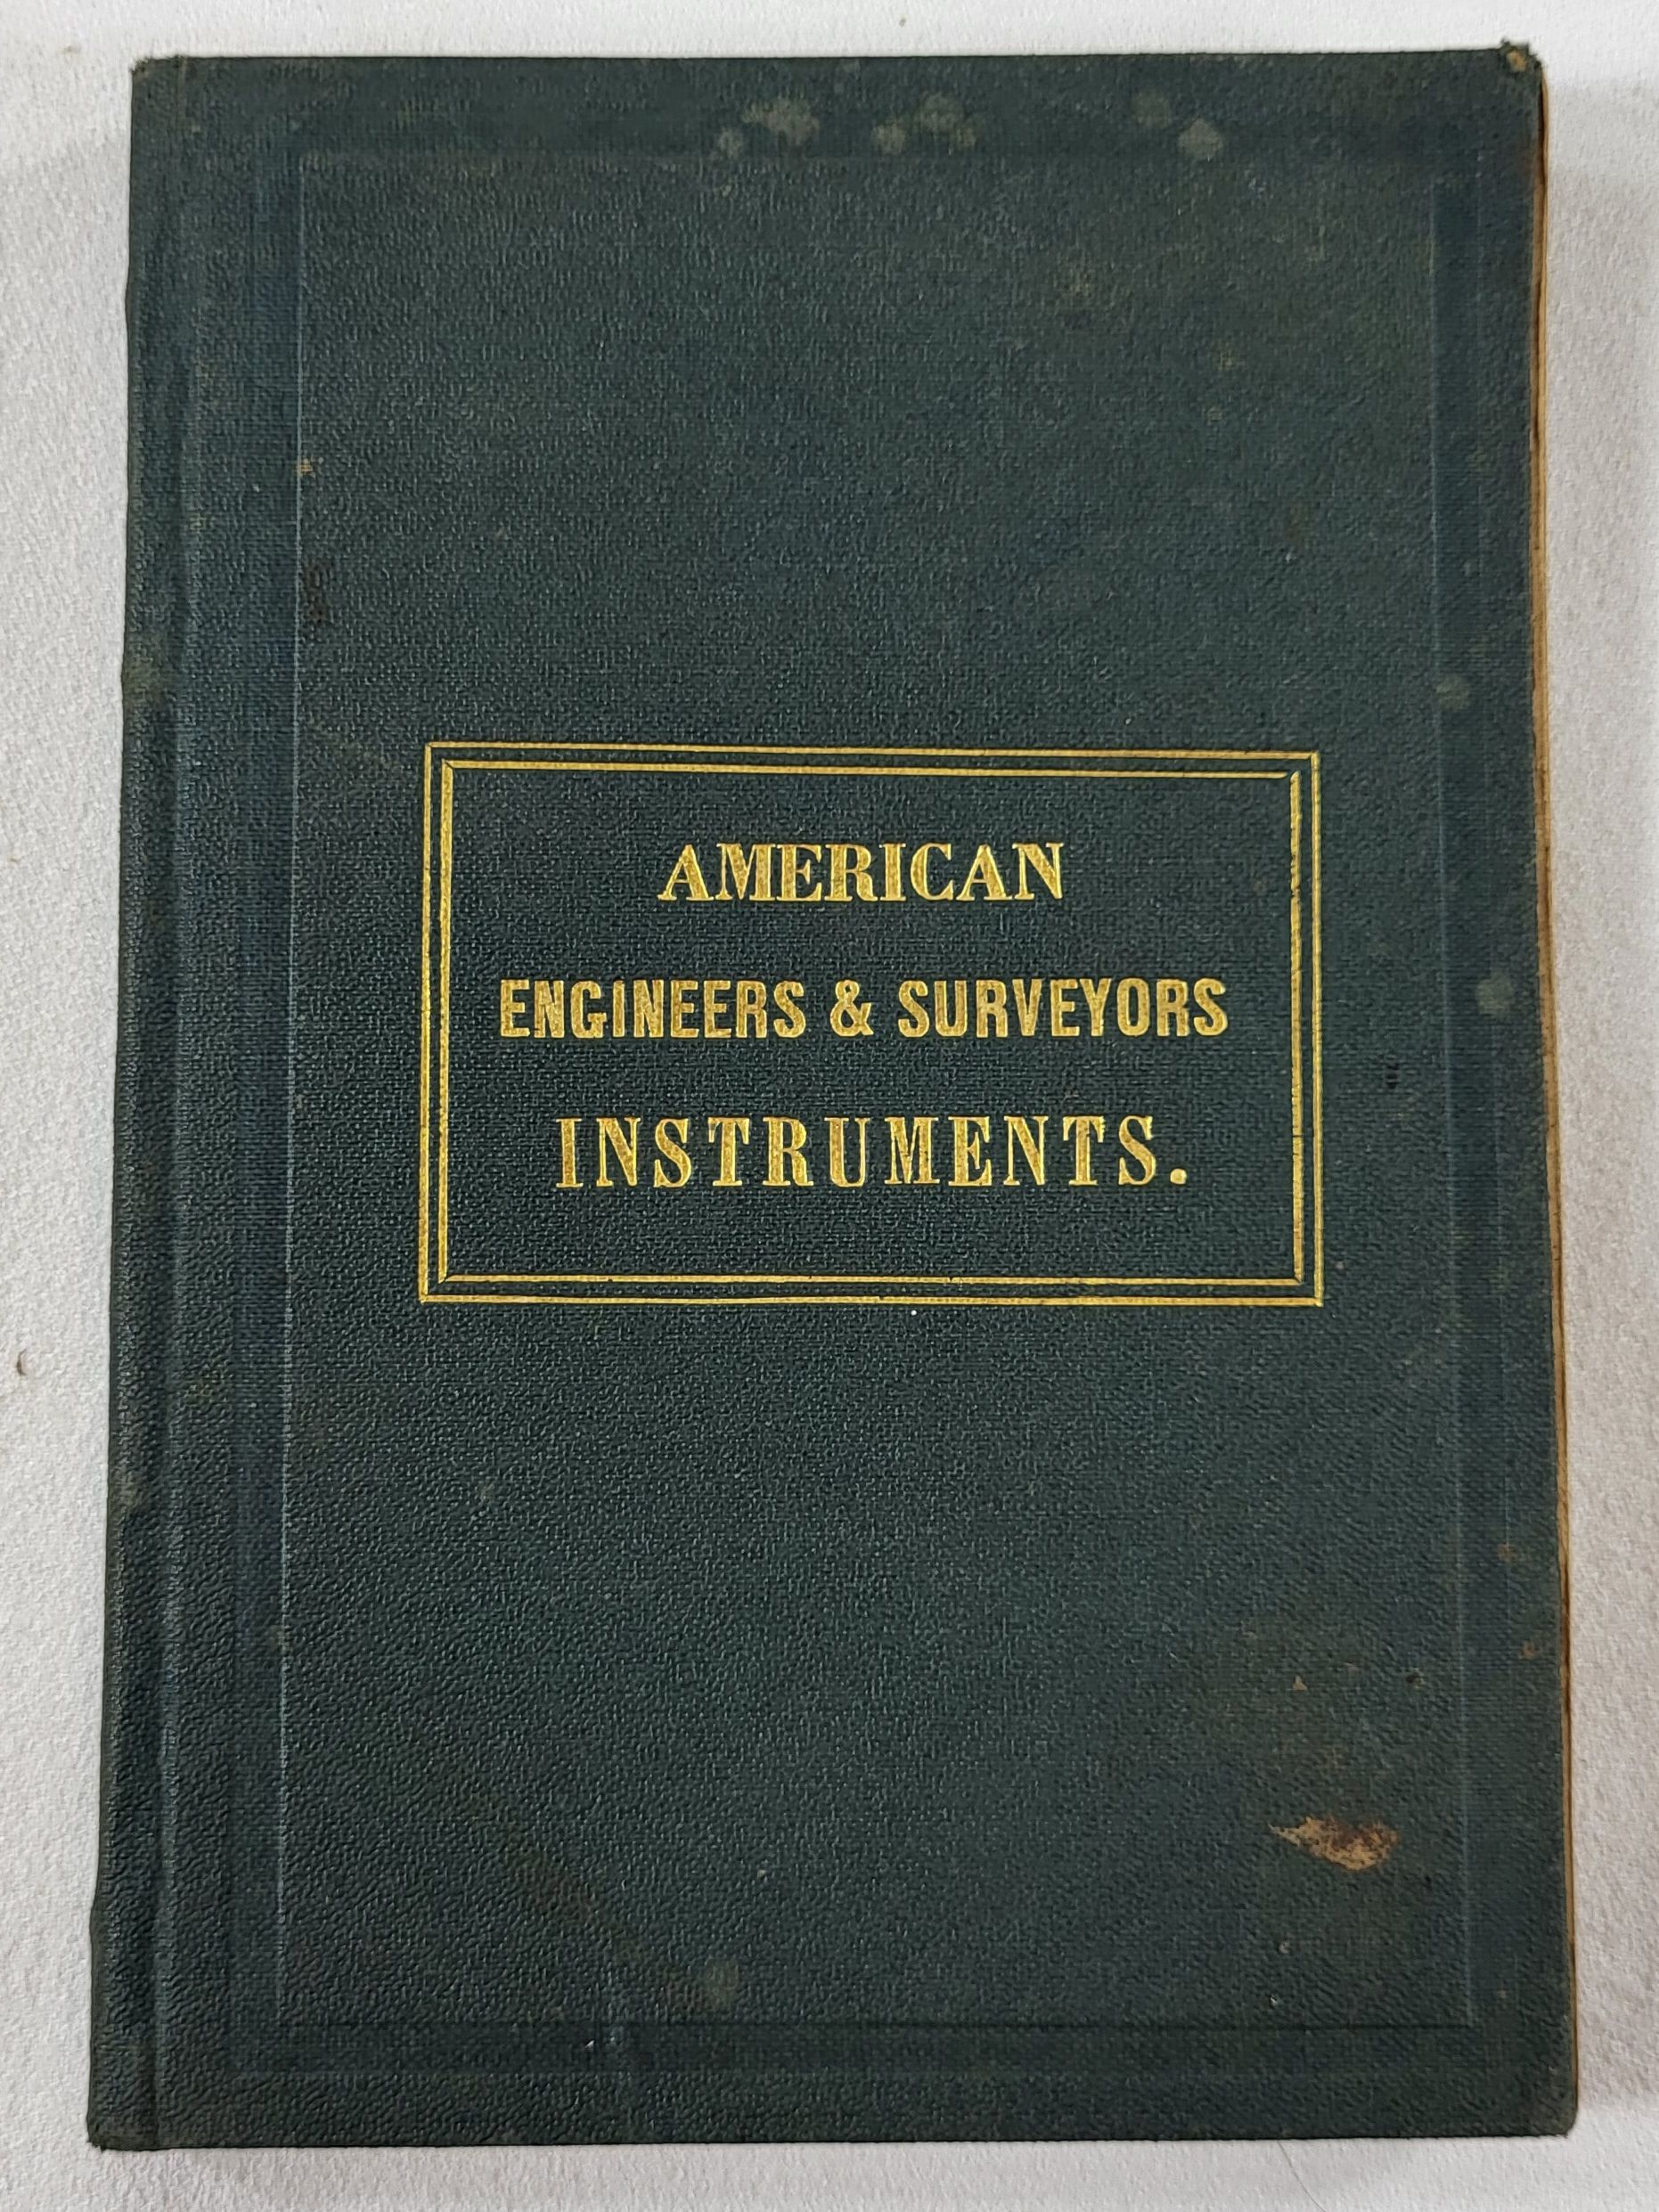 AMERICAN
ENGINEERS & SURVEYORS
INSTRUMENTS.